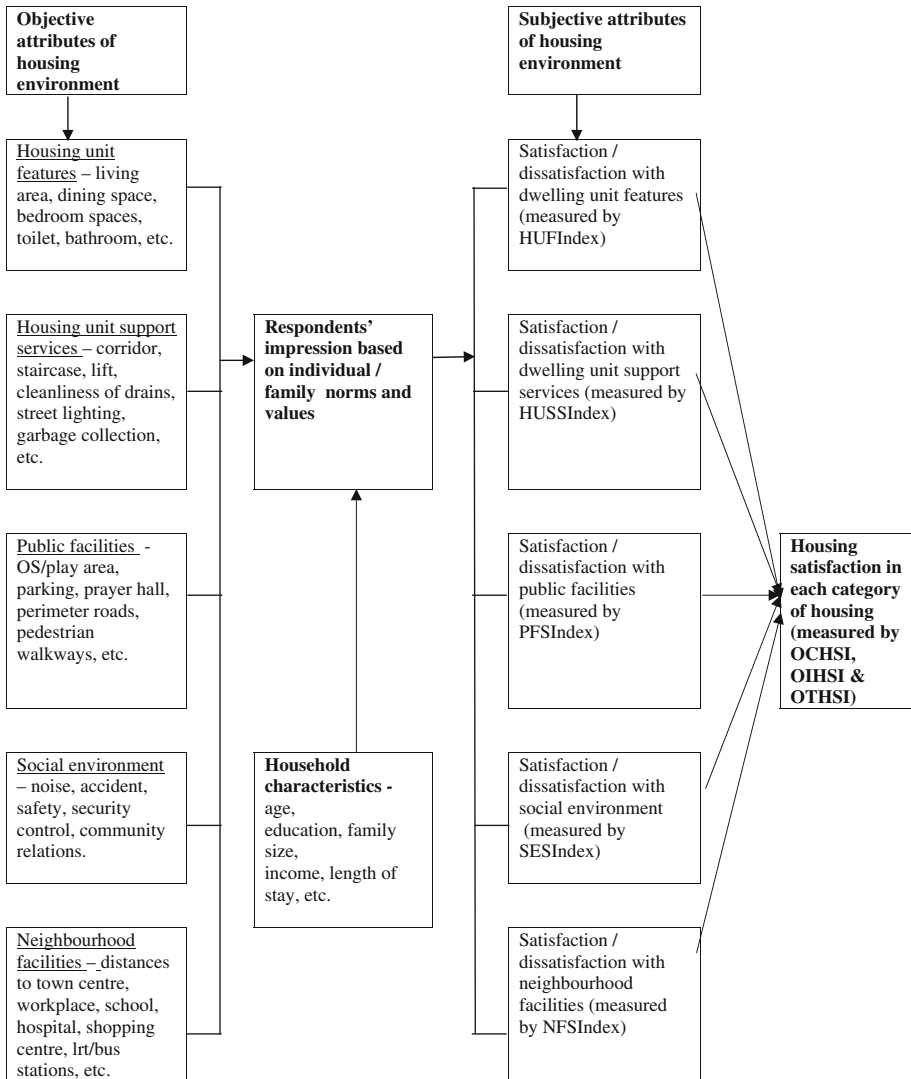 Objective
attributes of
housing
environment
Housing unit
features – living
area, dining space,
bedroom spaces,
toilet, bathroom, etc.
Housing unit support
services – corridor,
staircase, lift,
cleanliness of drains,
street lighting,
garbage collection,
etc.
Public facilities -
OS/play area,
parking, prayer hall,
perimeter roads,
pedestrian
walkways, etc.
Social environment
– noise, accident,
safety, security
control, community
relations.
Neighbourhood
facilities – distances
to town centre,
workplace, school,
hospital, shopping
centre, lrt/bus
stations, etc.
Respondents'
impression based
on individual /
family norms and
values
Household
characteristics -
age,
education, family
size,
income, length of
stay, etc.
Subjective attributes
of housing
environment
Satisfaction /
dissatisfaction with
dwelling unit features
(measured by
HUFIndex)
Satisfaction /
dissatisfaction with
dwelling unit support
services (measured by
HUSSIndex)
Satisfaction /
dissatisfaction with
public facilities
(measured by
PFSIndex)
Satisfaction /
dissatisfaction with
social environment
(measured by
SESIndex)
Satisfaction /
dissatisfaction with
neighbourhood
facilities (measured
by NFSIndex)
Housing
satisfaction in
each category
of housing
(measured by
OCHSI,
OIHSI &
OTHSI)